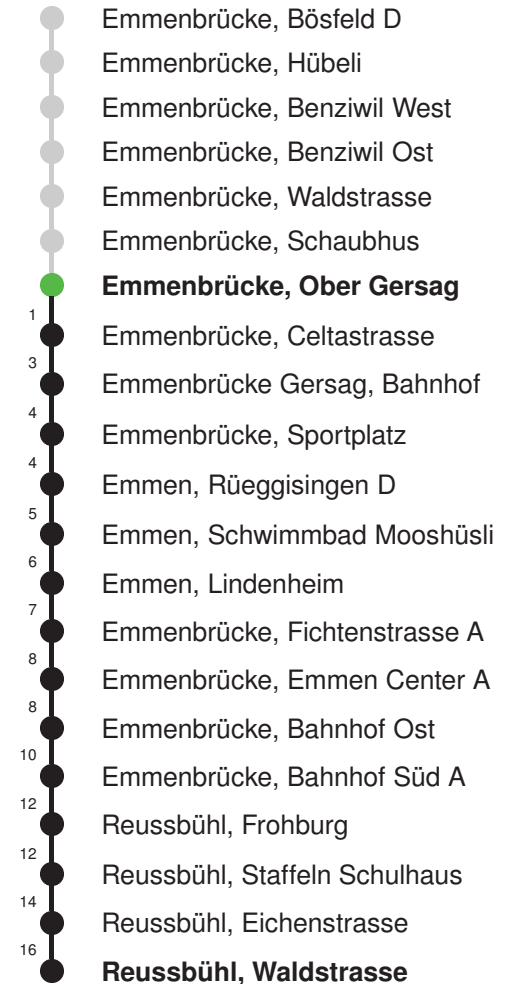 Emmenbrücke, Bösfeld D
Emmenbrücke, Hübeli
Emmenbrücke, Benziwil West
Emmenbrücke, Benziwil Ost
Emmenbrücke, Waldstrasse
Emmenbrücke, Schaubhus
Emmenbrücke, Ober Gersag
1 Emmenbrücke, Celtastrasse
3 Emmenbrücke Gersag, Bahnhof
4 Emmenbrücke, Sportplatz
4 Emmen, Rüeggisingen D
5 Emmen, Schwimmbad Mooshüsli
6 Emmen, Lindenheim
7 Emmenbrücke, Fichtenstrasse A
8 Emmenbrücke, Emmen Center A
8 Emmenbrücke, Bahnhof Ost
10 Emmenbrücke, Bahnhof Süd A
12 Reussbühl, Frohburg
12 Reussbühl, Staffeln Schulhaus
14 Reussbühl, Eichenstrasse
16 Reussbühl, Waldstrasse